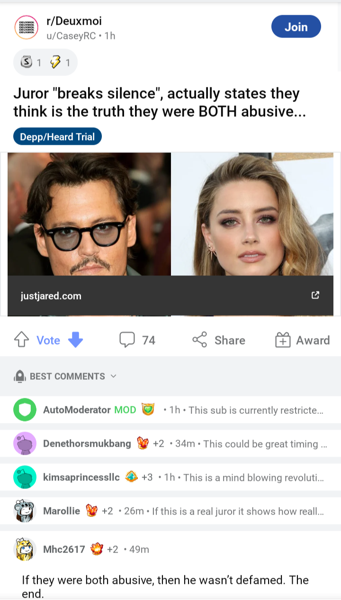 r/Deuxmoi
u/CaseyRC • 1h
Join
1 1
Juror "breaks silence", actually states they
think is the truth they were BOTH abusive...
Depp/Heard Trial
justjared.com
Vote 74 Share Award
BEST COMMENTS
AutoModerator MOD • 1h • This sub is currently restricte...
Denethorsmukbang +2 • 34m • This could be great timing ...
kimsaprincessllc +3 • 1h • This is a mind blowing revoluti...
Marollie +2 • 26m • If this is a real juror it shows how reall...
Mhc2617 +2 • 49m
If they were both abusive, then he wasn't defamed. The
end.